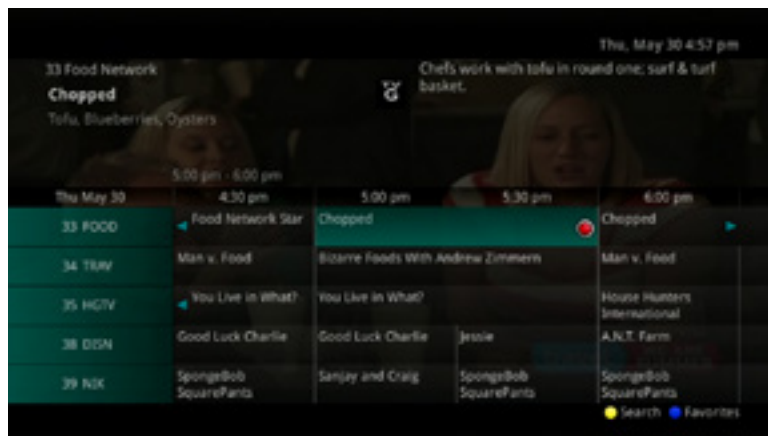 Thu, May 30 4:57 pm
33 Food Network
Chopped
Tofu, Blueberries, Oysters
5:00 pm - 6:00 pm
TV G
Chefs work with tofu in round one; surf & turf
basket.
Thu May 30 4:30 pm 5:00 pm 5:30 pm 6:00 pm
33 FOOD Food Network Star Chopped Chopped
34 TRAV Man v. Food Bizarre Foods With Andrew Zimmern Man v. Food
35 HGTV You Live in What? You Live in What? House Hunters
International
38 DISN Good Luck Charlie Good Luck Charlie Jessie A.N.T. Farm
39 NIK SpongeBob Sanjay and Craig SpongeBob SpongeBob
SquarePants SquarePants SquarePants
Search Favorites